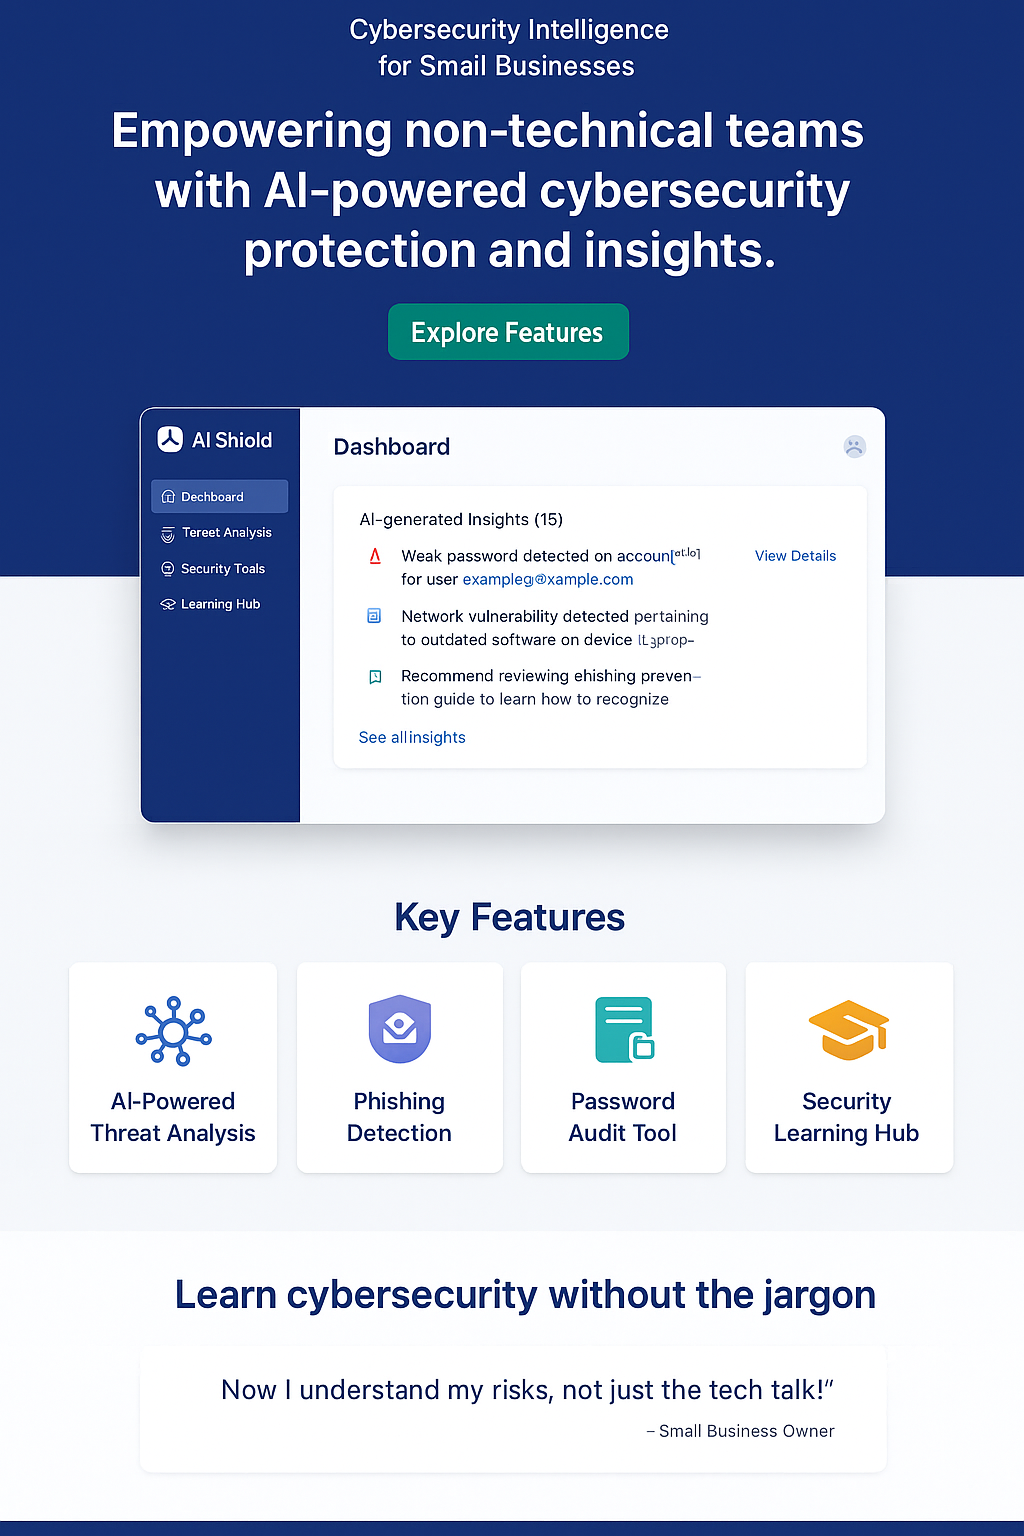 Cybersecurity Intelligence
for Smail Businesses
Empowering non-technical teams
with AI-powered cybersecurity
protection and insights.
Explore Features
AI Shiold
Dechboard
Tereet Analysis
Security Toals
Learning Hub
Dashboard
AI-generated Insights (15)
Weak password detected on accoun
for user exampleg@xample.com
View Details
Network vulnerability detected pertaining
to outdated software on device
Recommend reviewing ehishing preven–
tion guide to learn how to recognize
See all insights
Key Features
AI-Powered
Threat Analysis
Phishing
Detection
Password
Audit Tool
Security
Learning Hub
Learn cybersecurity without the jargon
Now I understand my risks, not just the tech talk!”
– Small Business Owner